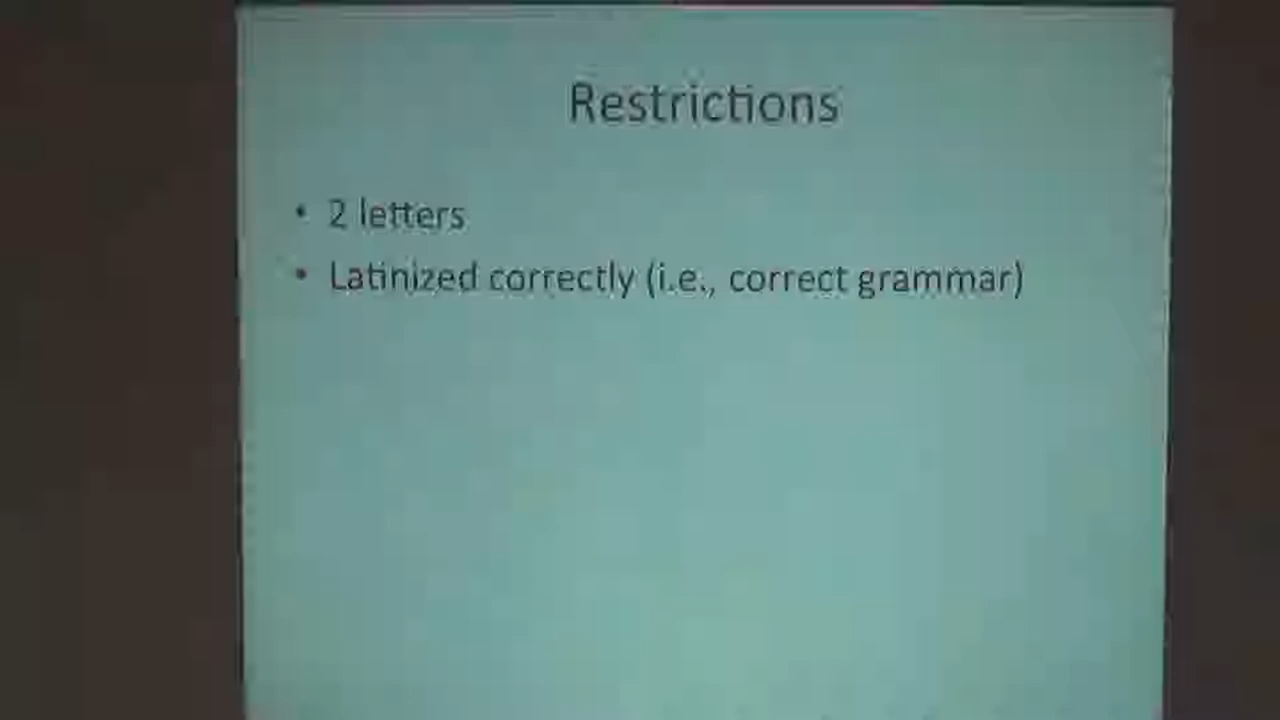 Restrictions
• 2 letters
• Latinized correctly (i.e., correct grammar)